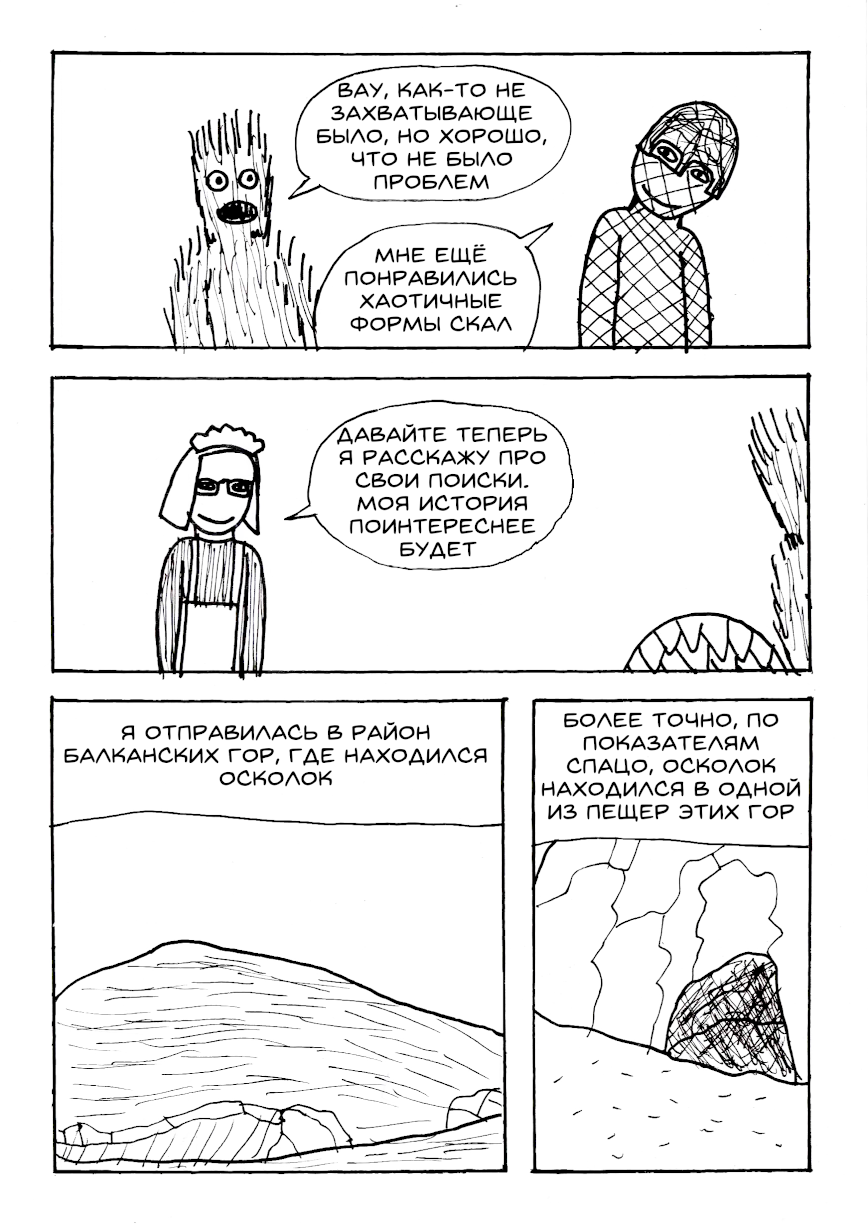 ВАУ, КАК-ТО НЕ
ЗАХВАТЫВАЮЩЕ
БЫЛО, НО ХОРОШО,
ЧТО НЕ БЫЛО
ПРОБЛЕМ
МНЕ ЕЩЁ
ПОНРАВИЛИСЬ
ХАОТИЧНЫЕ
ФОРМЫ СКАЛ
ДАВАЙТЕ ТЕПЕРЬ
Я РАССКАЖУ ПРО
СВОИ ПОИСКИ.
МОЯ ИСТОРИЯ
ПОИНТЕРЕСНЕЕ
БУДЕТ
Я ОТПРАВИЛАСЬ В РАЙОН
БАЛКАНСКИХ ГОР, ГДЕ НАХОДИЛСЯ
ОСКОЛОК
БОЛЕЕ ТОЧНО, ПО
ПОКАЗАТЕЛЯМ
СПАЦО, ОСКОЛОК
НАХОДИЛСЯ В ОДНОЙ
ИЗ ПЕЩЕР ЭТИХ ГОР